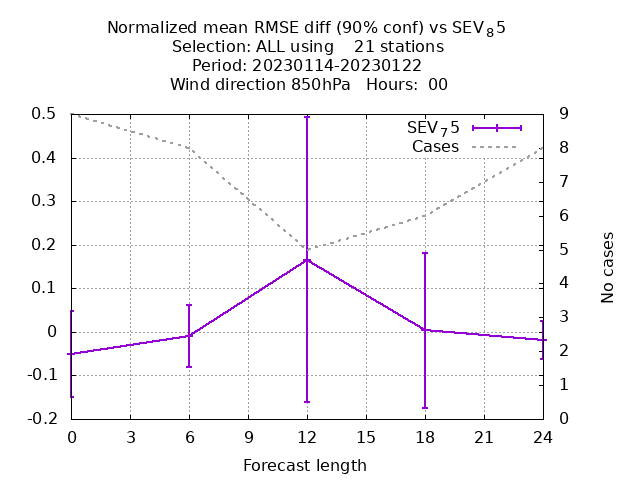 Normalized mean RMSE diff (90% conf) vs SEV₈5
Selection: ALL using    21 stations
Period: 20230114-20230122
Wind direction 850hPa   Hours:  00
SEV₇5
Cases
0.5
0.4
0.3
0.2
0.1
0
-0.1
-0.2
9
8
7
6
5
4
3
2
1
0
No cases
0 3 6 9 12 15 18 21 24
Forecast length